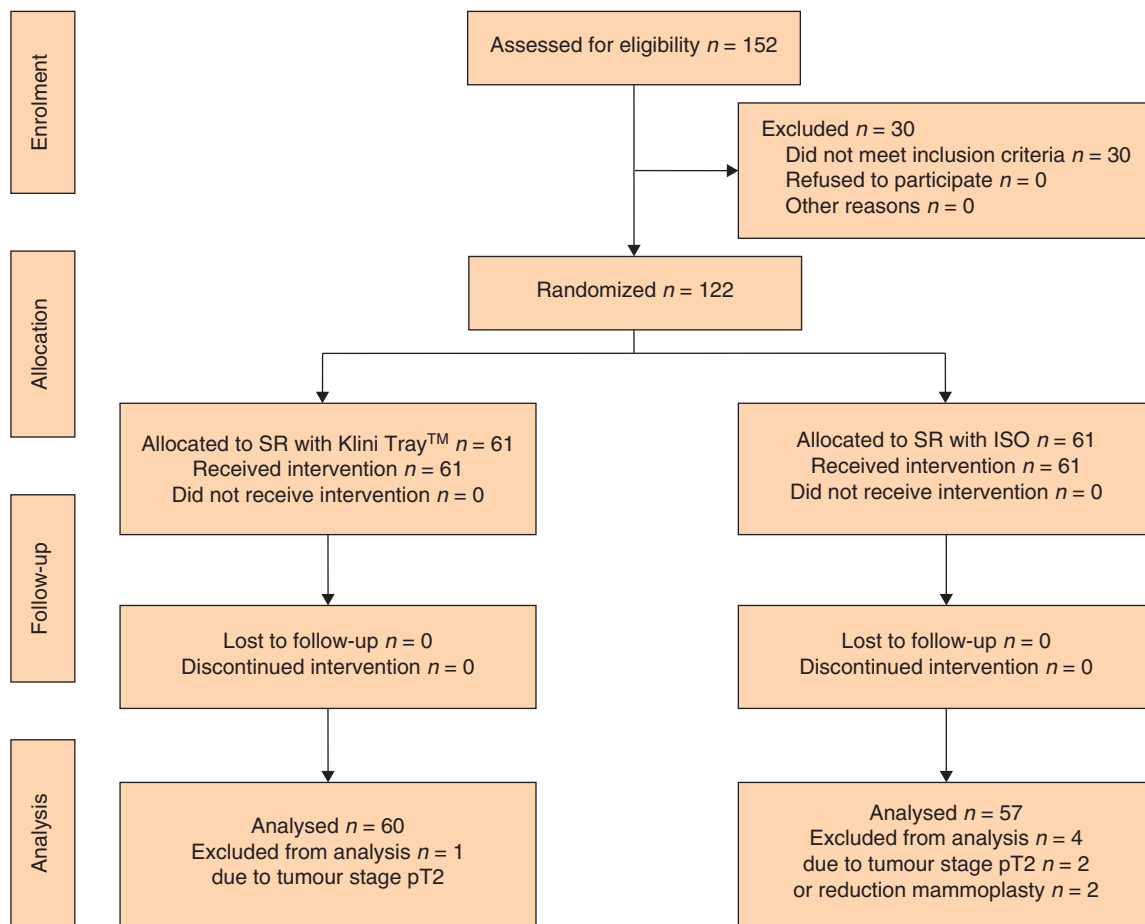 Enrolment
Assessed for eligibility n = 152
Excluded n = 30
Did not meet inclusion criteria n = 30
Refused to participate n = 0
Other reasons n = 0
Allocation
Randomized n = 122
Allocated to SR with Klini Tray™ n = 61
Received intervention n = 61
Did not receive intervention n = 0
Allocated to SR with ISO n = 61
Received intervention n = 61
Did not receive intervention n = 0
Follow-up
Lost to follow-up n = 0
Discontinued intervention n = 0
Lost to follow-up n = 0
Discontinued intervention n = 0
Analysis
Analysed n = 60
Excluded from analysis n = 1
due to tumour stage pT2
Analysed n = 57
Excluded from analysis n = 4
due to tumour stage pT2 n = 2
or reduction mammoplasty n = 2